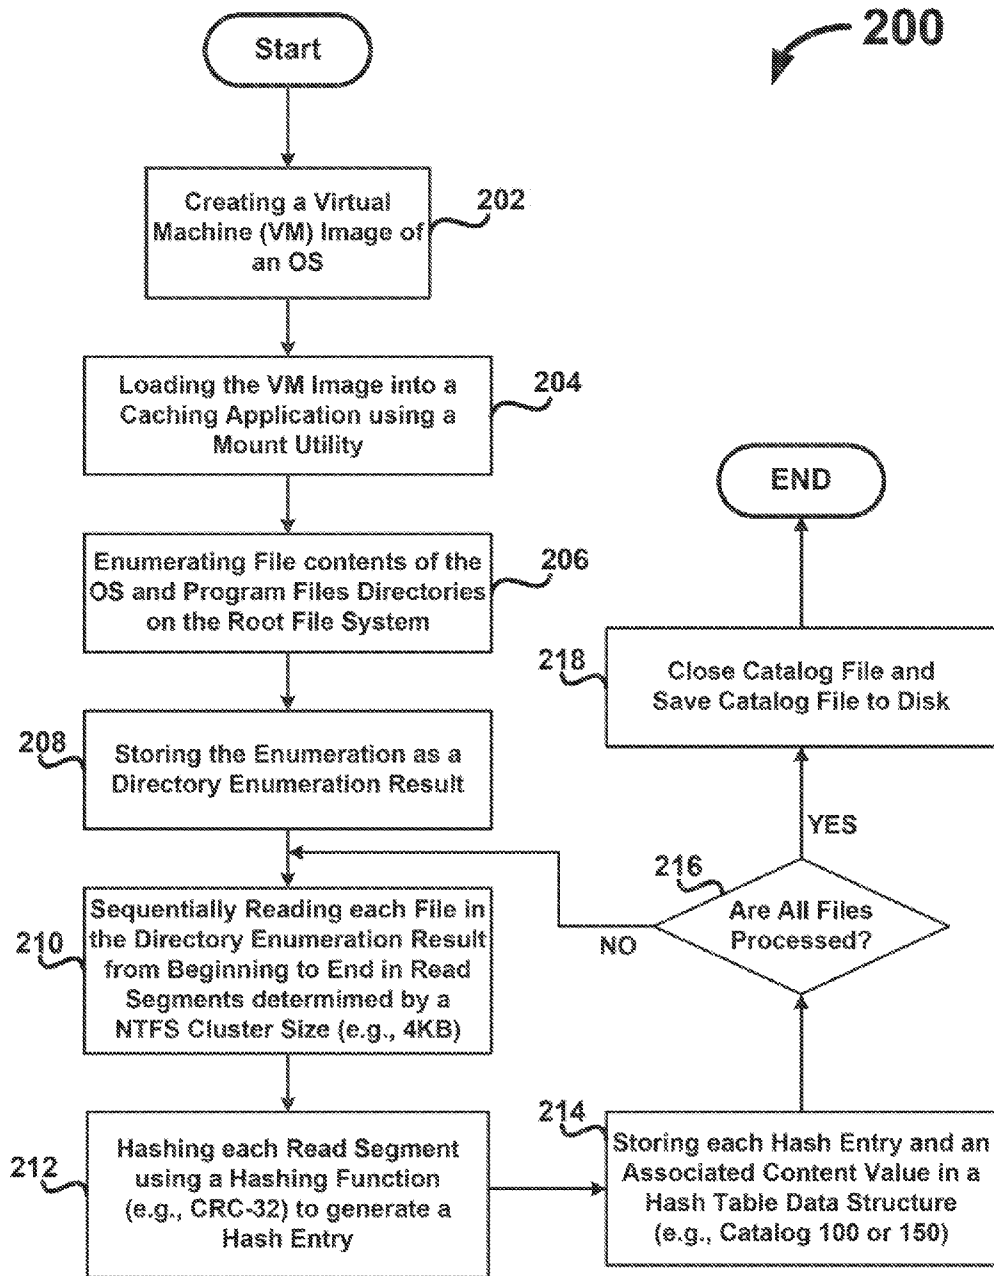 200
Start
202
Creating a Virtual
Machine (VM) Image of
an OS
204
Loading the VM Image into a
Caching Application using a
Mount Utility
206
Enumerating File contents of the
OS and Program Files Directories
on the Root File System
208
Storing the Enumeration as a
Directory Enumeration Result
210
Sequentially Reading each File in
the Directory Enumeration Result
from Beginning to End in Read
Segments determimed by a
NTFS Cluster Size (e.g., 4KB)
212
Hashing each Read Segment
using a Hashing Function
(e.g., CRC-32) to generate a
Hash Entry
214
Storing each Hash Entry and an
Associated Content Value in a
Hash Table Data Structure
(e.g., Catalog 100 or 150)
216
Are All Files
Processed?
NO
YES
218
Close Catalog File and
Save Catalog File to Disk
END